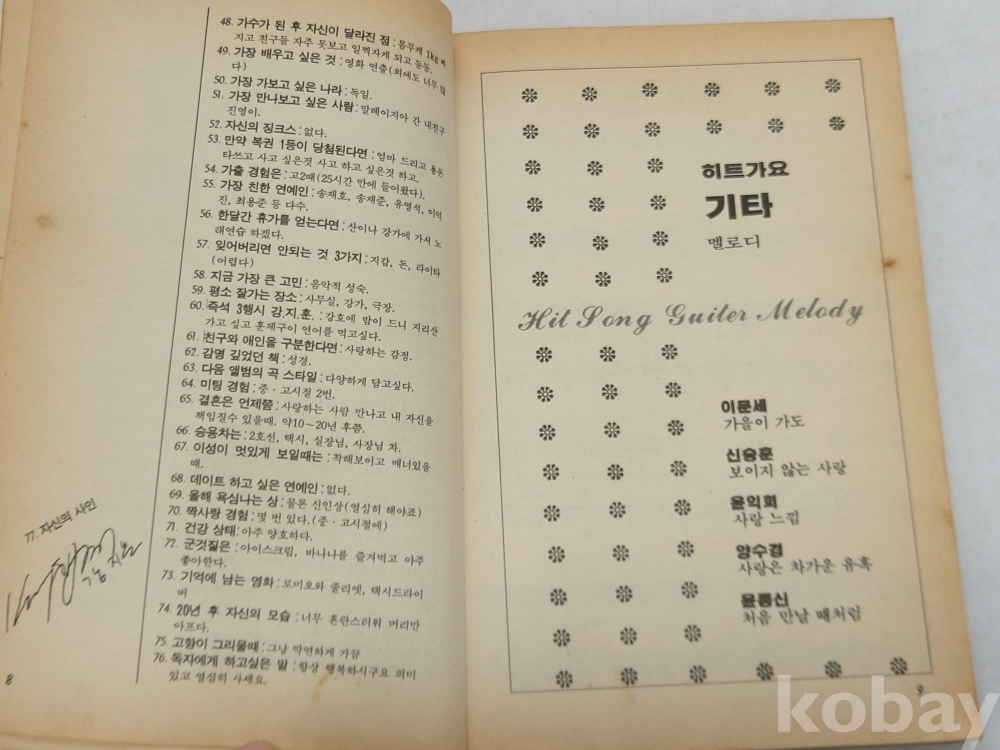 48. 가수가 된 후 자신이 달라진 점 : 몸무게 1kg 빠
지고 친구들 자주 못보고 일찍자게 되고 등등.
49. 가장 배우고 싶은 것 : 영화 연출(외에도 너무 많
다)
50. 가장 가보고 싶은 나라 : 독일.
51. 가장 만나보고 싶은 사람 : 말레이지아 간 내친구
진영이.
52. 자신의 징크스 : 없다.
53. 만약 복권 1등이 당첨된다면 : 엄마 드리고 용돈
타쓰고 사고 싶은것 사고 하고 싶은것 하고.
54. 가출 경험은 : 고2때(25시간 만에 들어왔다).
55. 가장 친한 연예인 : 송재호, 송재준, 유영석, 이덕
진, 최용준 등 다수.
56. 한달간 휴가를 얻는다면 : 산이나 강가에 가서 노
래연습 하겠다.
57. 잊어버리면 안되는 것 3가지 : 지갑, 돈, 라이타
(어렵다)
58. 지금 가장 큰 고민 : 음악적 성숙.
59. 평소 잘가는 장소 : 사무실, 강가, 극장.
60. 즉석 3행시 강.지.훈. : 강호에 밤이 드니 지리산
가고 싶고 훈제구이 연어를 먹고싶다.
61. 친구와 애인을 구분한다면 : 사랑하는 감정.
62. 감명 깊었던 책 : 성경.
63. 다음 앨범의 곡 스타일 : 다양하게 담고싶다.
64. 미팅 경험 : 중·고시절 2번.
65. 결혼은 언제쯤 : 사랑하는 사람 만나고 내 자신을
책임질수 있을때. 약10~20년 후쯤.
66. 승용차는 : 2호선, 택시, 실장님, 사장님 차.
67. 이성이 멋있게 보일때는 : 착해보이고 매너있을
때.
68. 데이트 하고 싶은 연예인 : 없다.
69. 올해 욕심나는 상 : 물론 신인상(열심히 해야죠)
70. 짝사랑 경험 : 몇 번 있다.(중·고시절에)
71. 건강 상태 : 아주 양호하다.
72. 군것질은 : 아이스크림, 바나나를 즐겨먹고 아주
좋아한다.
73. 기억에 남는 영화 : 로미오와 줄리엣, 택시드라이
버
74. 20년 후 자신의 모습 : 너무 혼란스러워 머리만
아프다.
75. 고향이 그리울때 : 그냥 막연하게 가끔
76. 독자에게 하고싶은 말 : 항상 행복하시구요 의미
있고 열심히 사세요.
77. 자신의 사인
8
히트가요
기타
멜로디
Hit Song Guiter Melody
이문세
가을이 가도
신승훈
보이지 않는 사랑
윤익희
사랑 느낌
양수경
사랑은 차가운 유혹
윤종신
처음 만날 때처럼
9
kobay